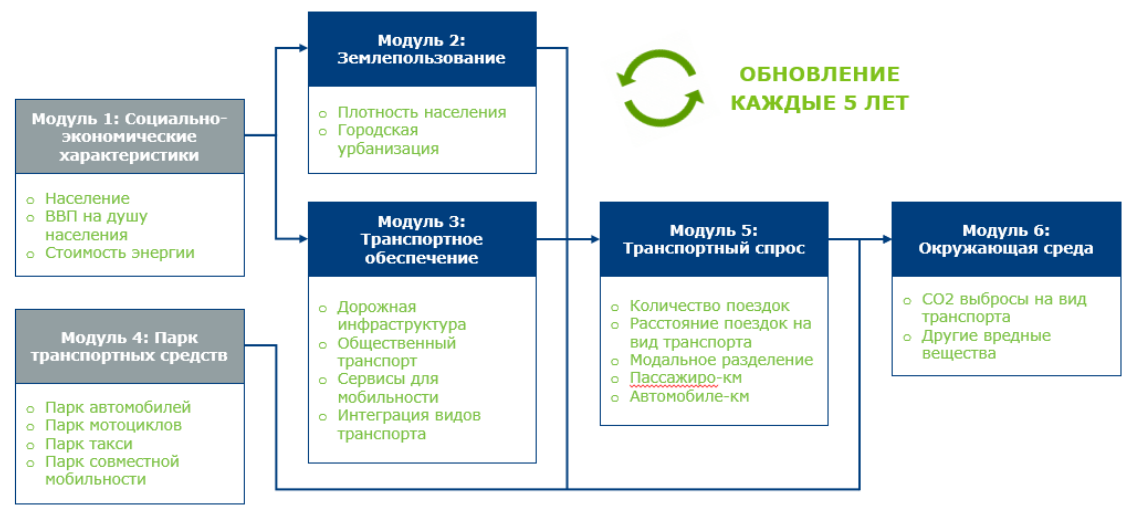 Модуль 1: Социально-
экономические
характеристики
o Население
o ВВП на душу
населения
o Стоимость энергии
Модуль 4: Парк
транспортных средств
o Парк автомобилей
o Парк мотоциклов
o Парк такси
o Парк совместной
мобильности
Модуль 2:
Землепользование
o Плотность населения
o Городская
урбанизация
Модуль 3:
Транспортное
обеспечение
o Дорожная
инфраструктура
o Общественный
транспорт
o Сервисы для
мобильности
o Интеграция видов
транспорта
ОБНОВЛЕНИЕ
КАЖДЫЕ 5 ЛЕТ
Модуль 5:
Транспортный спрос
o Количество поездок
o Расстояние поездок на
вид транспорта
o Модальное разделение
o Пассажиро-км
o Автомобиле-км
Модуль 6:
Окружающая среда
o СО2 выбросы на вид
транспорта
o Другие вредные
вещества